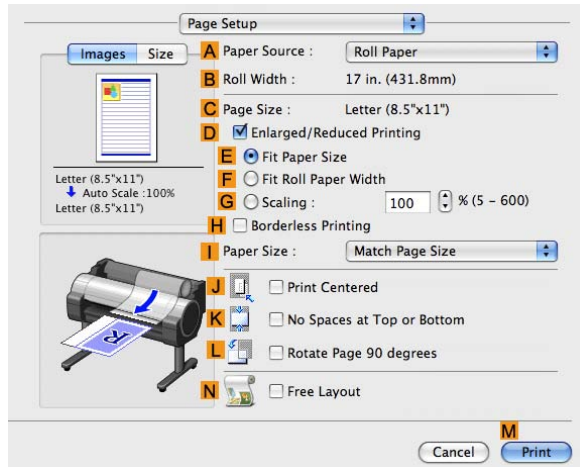 Page Setup
Images Size
A Paper Source : Roll Paper
B Roll Width : 17 in. (431.8mm)
C Page Size : Letter (8.5"x11")
D Enlarged/Reduced Printing
E Fit Paper Size
F Fit Roll Paper Width
G Scaling : 100 % (5 - 600)
Letter (8.5"x11")
Auto Scale :100%
Letter (8.5"x11")
H Borderless Printing
I Paper Size : Match Page Size
J Print Centered
K No Spaces at Top or Bottom
L Rotate Page 90 degrees
N Free Layout
M
Cancel Print